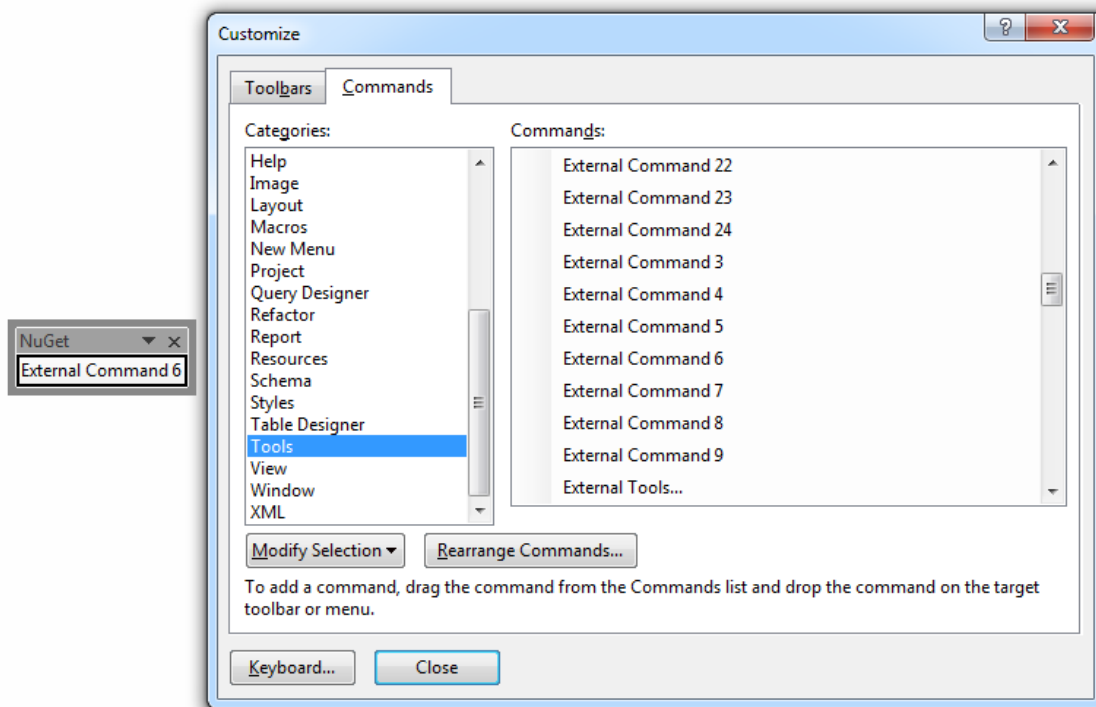 Customize
Toolbars
Commands
Categories:
Help
Image
Layout
Macros
New Menu
Project
Query Designer
Refactor
Report
Resources
Schema
Styles
Table Designer
Tools
View
Window
XML
Commands:
External Command 22
External Command 23
External Command 24
External Command 3
External Command 4
External Command 5
External Command 6
External Command 7
External Command 8
External Command 9
External Tools...
NuGet
External Command 6
Modify Selection
Rearrange Commands...
To add a command, drag the command from the Commands list and drop the command on the target
toolbar or menu.
Keyboard...
Close